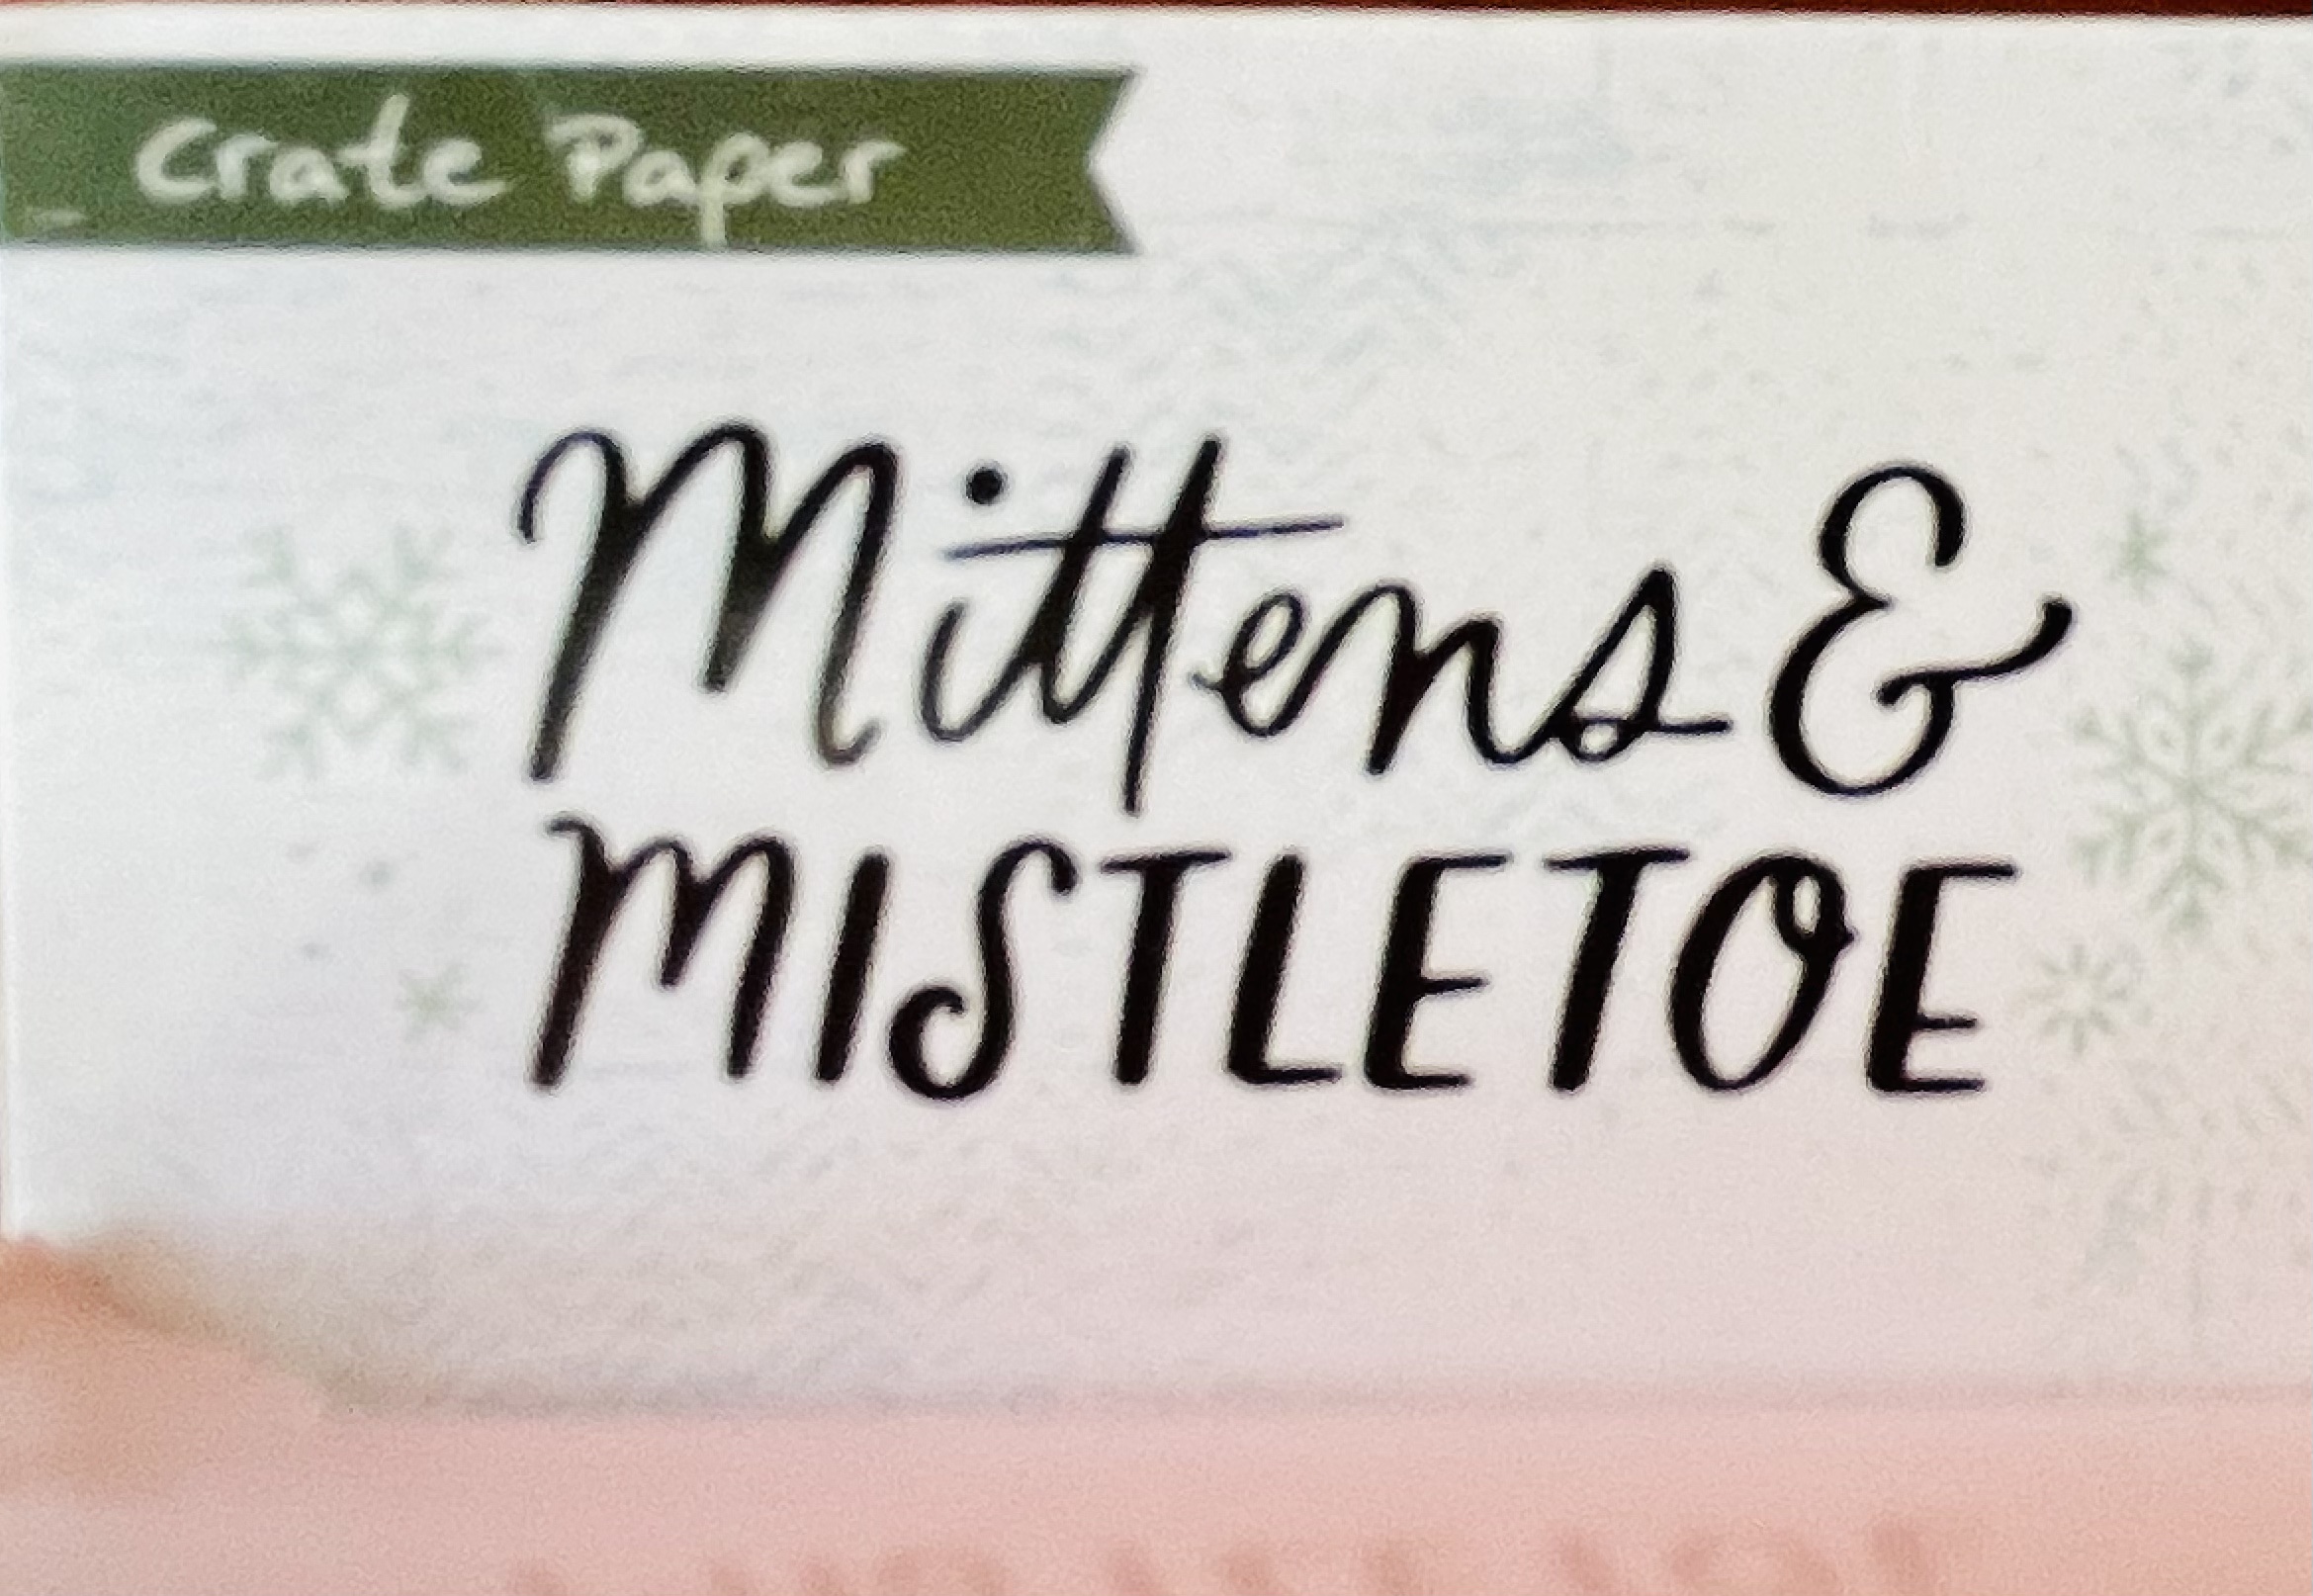 Crate Paper
Mittens &
MISTLETOE